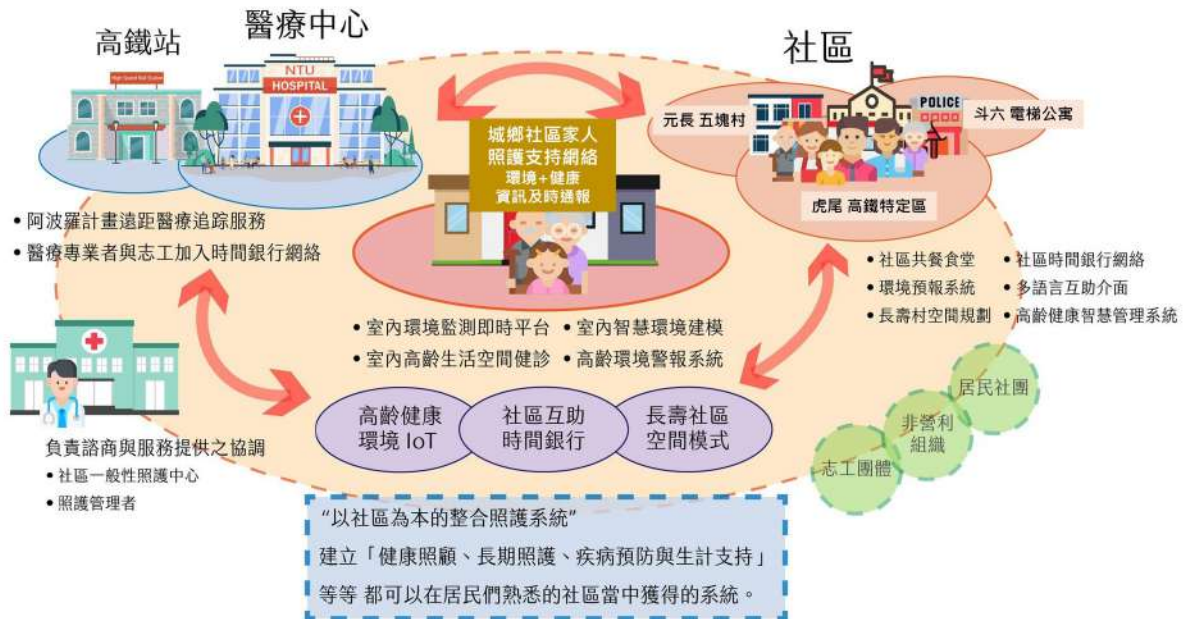 高鐵站
醫療中心
社區
High Speed Rail Station
NTU
HOSPITAL
POLICE
元長 五塊村
斗六 電梯公寓
虎尾 高鐵特定區
城鄉社區家人
照護支持網絡
環境+健康
資訊及時通報
• 阿波羅計畫遠距醫療追踪服務
• 醫療專業者與志工加入時間銀行網絡
• 社區共餐食堂
• 社區時間銀行網絡
• 環境預報系統
• 多語言互助介面
• 長壽村空間規劃
• 高齡健康智慧管理系統
• 室內環境監測即時平台
• 室內智慧環境建模
• 室內高齡生活空間健診
• 高齡環境警報系統
高齡健康
環境 IoT
社區互助
時間銀行
長壽社區
空間模式
居民社團
非營利
組織
志工團體
負責諮商與服務提供之協調
• 社區一般性照護中心
• 照護管理者
“以社區為本的整合照護系統”
建立「健康照顧、長期照護、疾病預防與生計支持」
等等 都可以在居民們熟悉的社區當中獲得的系統。